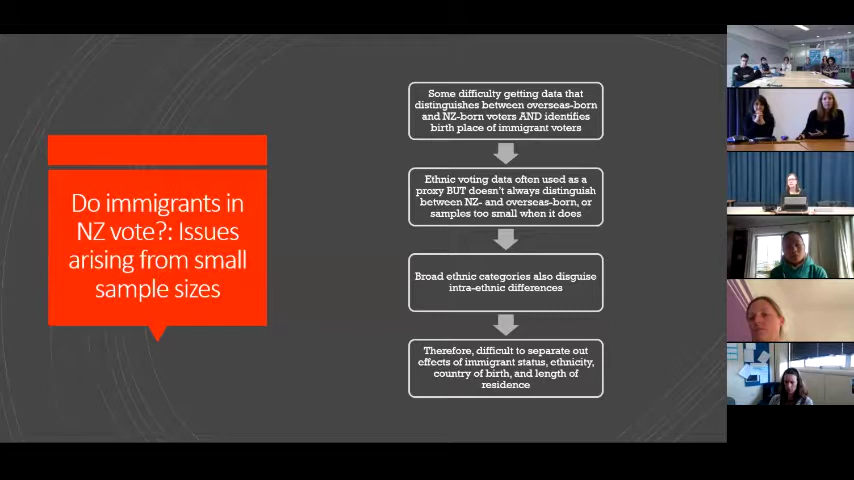 Do immigrants in
NZ vote?: Issues
arising from small
sample sizes
Some difficulty getting data that
distinguishes between overseas-born
and NZ-born voters AND identifies
birth place of immigrant voters
Ethnic voting data often used as a
proxy BUT doesn't always distinguish
between NZ- and overseas-born, or
samples too small when it does
Broad ethnic categories also disguise
intra-ethnic differences
Therefore, difficult to separate out
effects of immigrant status, ethnicity,
country of birth, and length of
residence